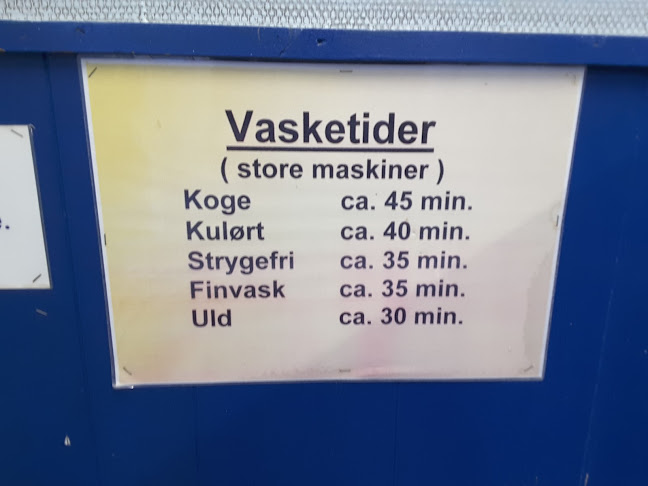 Vasketider
( store maskiner )
Koge ca. 45 min.
Kulørt ca. 40 min.
Strygefri ca. 35 min.
Finvask ca. 35 min.
Uld ca. 30 min.